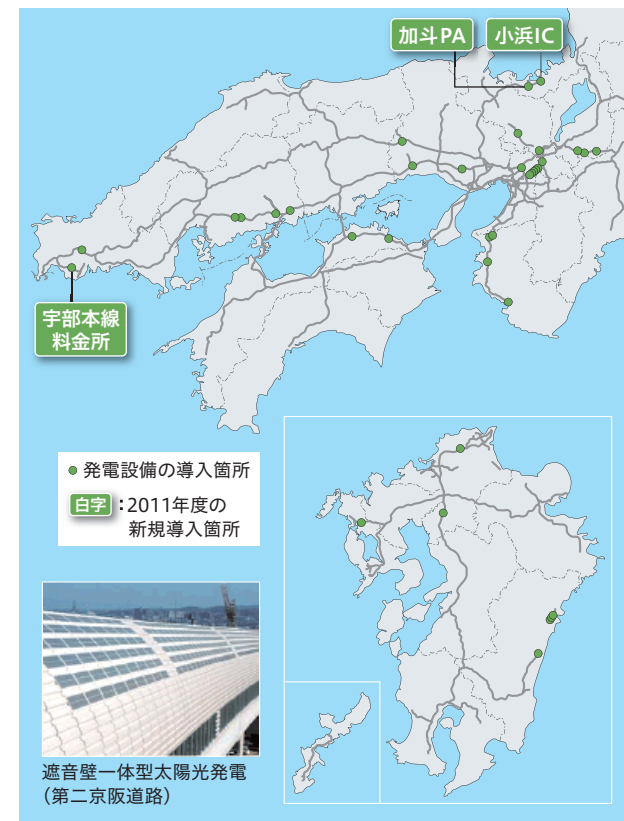 加斗PA
小浜IC
宇部本線
料金所
発電設備の導入箇所
白字：2011年度の
新規導入箇所
遮音壁一体型太陽光発電
（第二京阪道路）